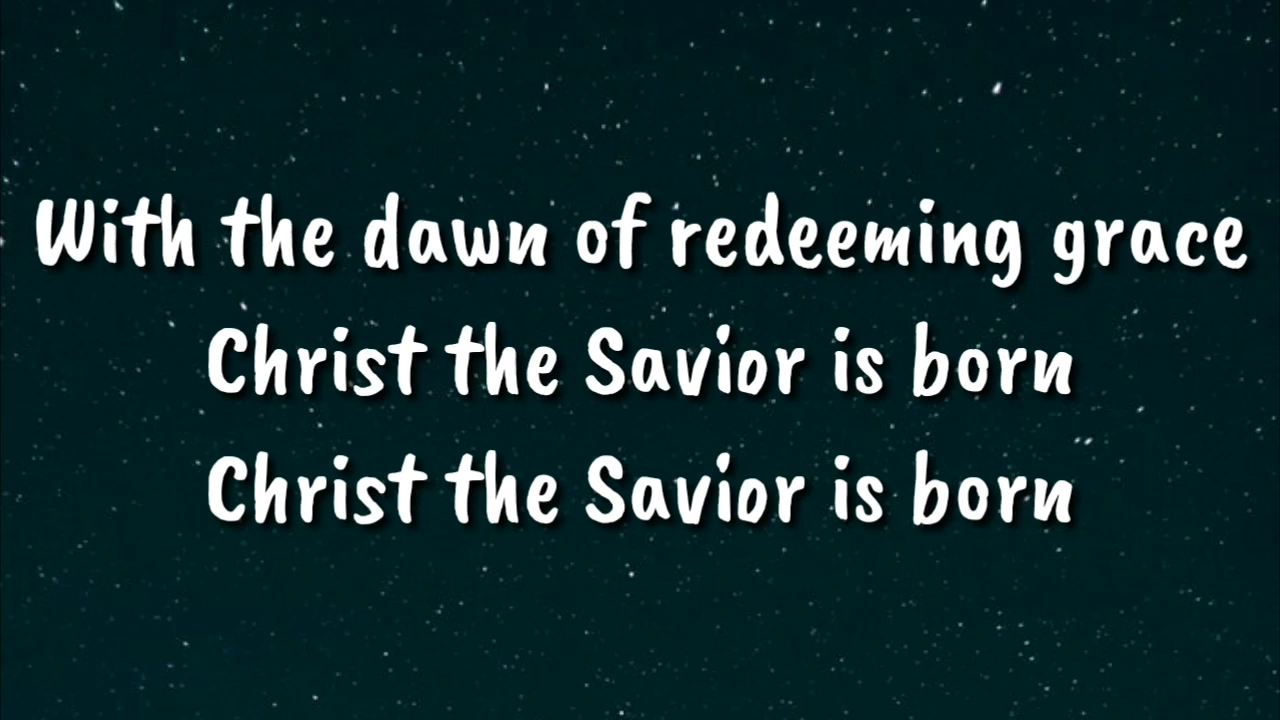 With the dawn of redeeming grace
Christ the Savior is born
Christ the Savior is born